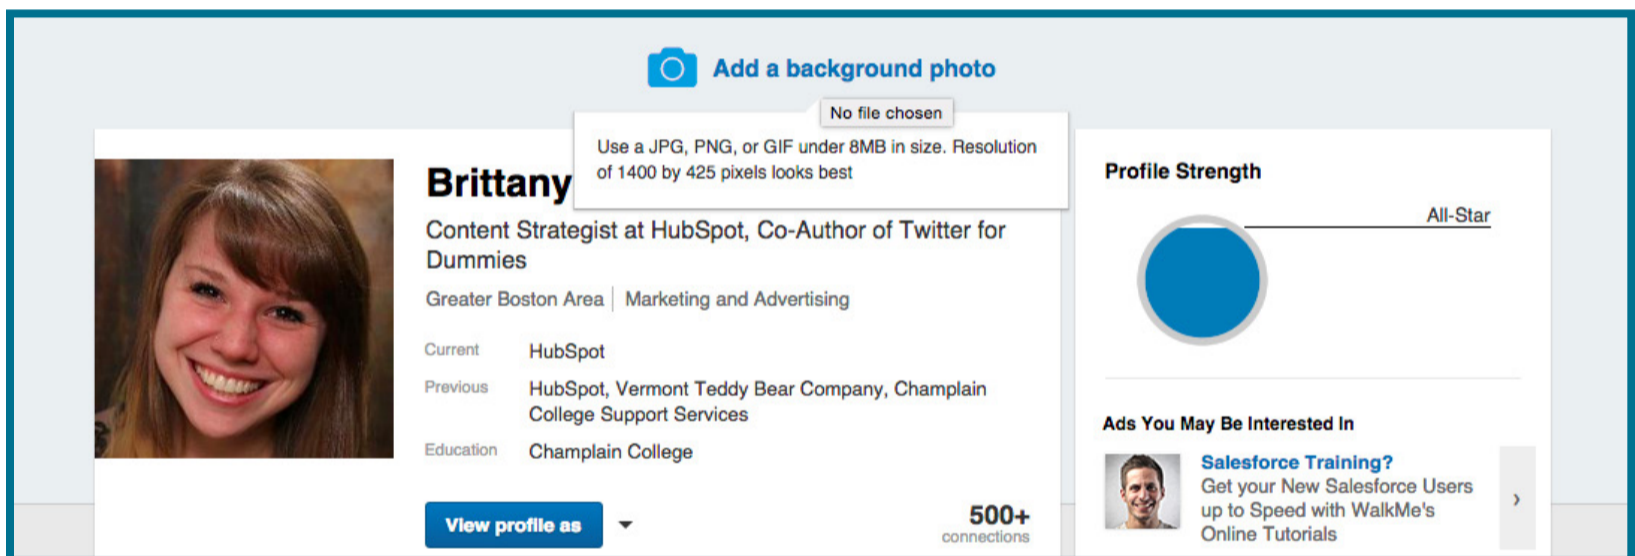 Add a background photo
No file chosen
Use a JPG, PNG, or GIF under 8MB in size. Resolution
of 1400 by 425 pixels looks best
Brittany
Content Strategist at HubSpot, Co-Author of Twitter for
Dummies
Greater Boston Area | Marketing and Advertising
Current HubSpot
Previous HubSpot, Vermont Teddy Bear Company, Champlain
College Support Services
Education Champlain College
View profile as
500+
connections
Profile Strength
All-Star
Ads You May Be Interested In
Salesforce Training?
Get your New Salesforce Users
up to Speed with WalkMe's
Online Tutorials